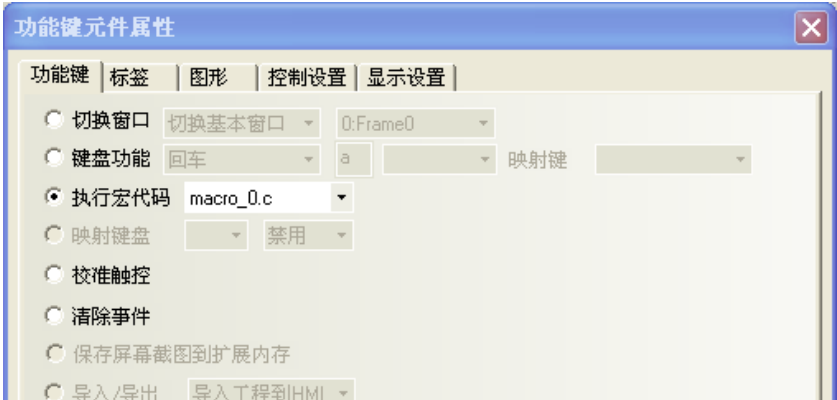 功能键元件属性
功能键 标签 图形 控制设置 显示设置
切换窗口 切换基本窗口 0:Frame0
键盘功能 回车 a 映射键
执行宏代码 macro_0.c
映射键盘 禁用
校准触控
清除事件
保存屏幕截图到扩展内存
导入/导出 导入工程到HMI